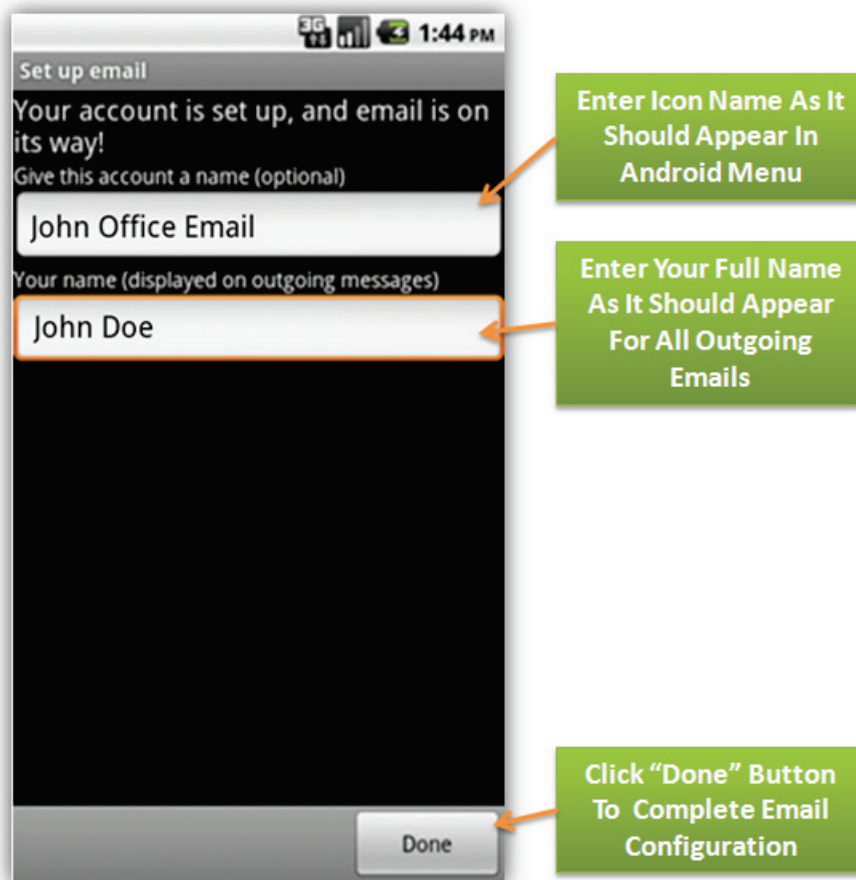 3G 1:44 PM
Set up email
Your account is set up, and email is on
its way!
Give this account a name (optional)
John Office Email
Your name (displayed on outgoing messages)
John Doe
Done
Enter Icon Name As It
Should Appear In
Android Menu
Enter Your Full Name
As It Should Appear
For All Outgoing
Emails
Click “Done” Button
To Complete Email
Configuration